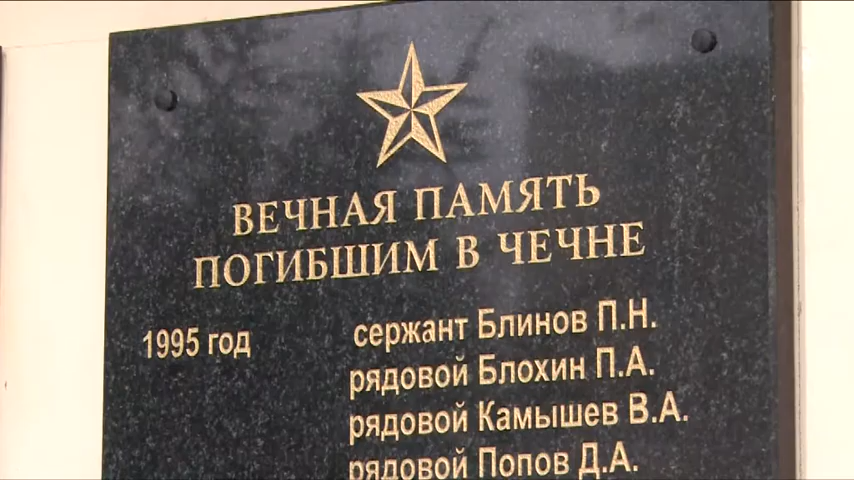 ВЕЧНАЯ ПАМЯТЬ
ПОГИБШИМ В ЧЕЧНЕ
1995 год сержант Блинов П.Н.
рядовой Блохин П.А.
рядовой Камышев В.А.
рядовой Попов Д.А.